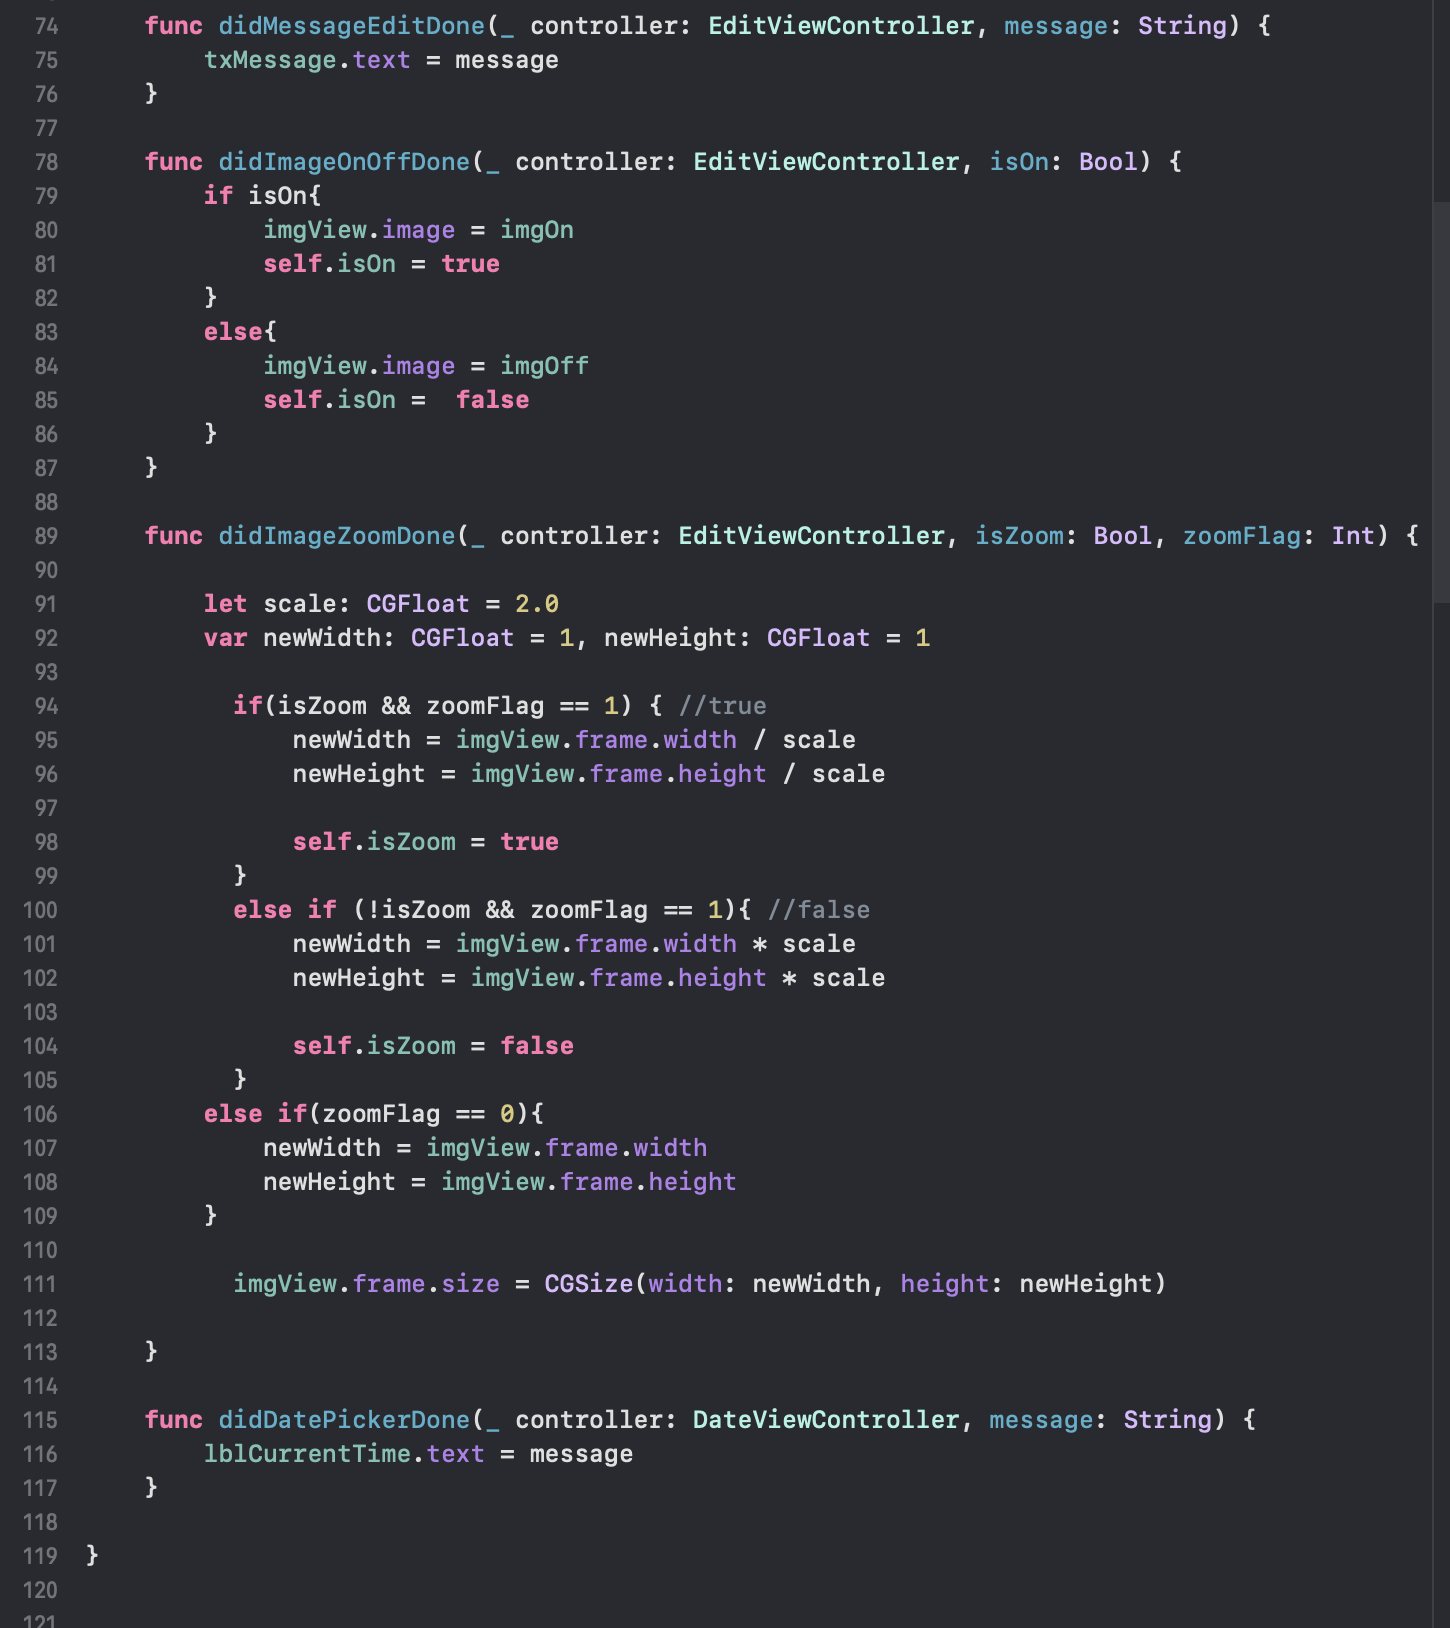 74 func didMessageEditDone(_ controller: EditViewController, message: String) {
75 txMessage.text = message
76 }
77
78 func didImageOnOffDone(_ controller: EditViewController, isOn: Bool) {
79 if isOn{
80 imgView.image = imgOn
81 self.isOn = true
82 }
83 else{
84 imgView.image = imgOff
85 self.isOn =  false
86 }
87 }
88
89 func didImageZoomDone(_ controller: EditViewController, isZoom: Bool, zoomFlag: Int) {
90
91 let scale: CGFloat = 2.0
92 var newWidth: CGFloat = 1, newHeight: CGFloat = 1
93
94 if(isZoom && zoomFlag == 1) { //true
95 newWidth = imgView.frame.width / scale
96 newHeight = imgView.frame.height / scale
97
98 self.isZoom = true
99 }
100 else if (!isZoom && zoomFlag == 1){ //false
101 newWidth = imgView.frame.width * scale
102 newHeight = imgView.frame.height * scale
103
104 self.isZoom = false
105 }
106 else if(zoomFlag == 0){
107 newWidth = imgView.frame.width
108 newHeight = imgView.frame.height
109 }
110
111 imgView.frame.size = CGSize(width: newWidth, height: newHeight)
112
113 }
114
115 func didDatePickerDone(_ controller: DateViewController, message: String) {
116 lblCurrentTime.text = message
117 }
118
119 }
120
121